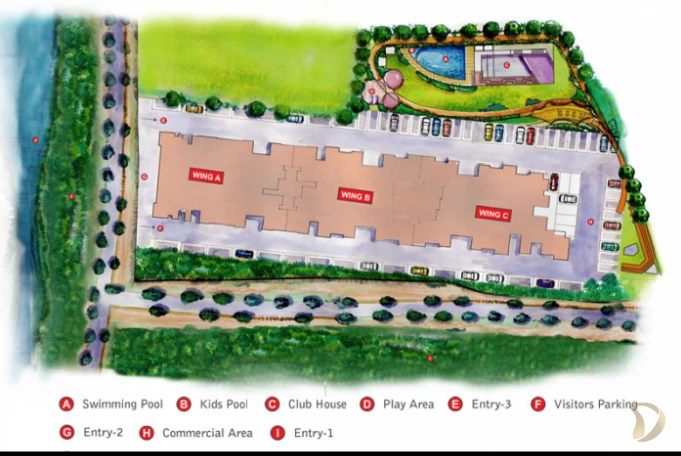 WING A
WING B
WING C
A Swimming Pool B Kids Pool C Club House D Play Area E Entry-3 F Visitors Parking
G Entry-2 H Commercial Area I Entry-1